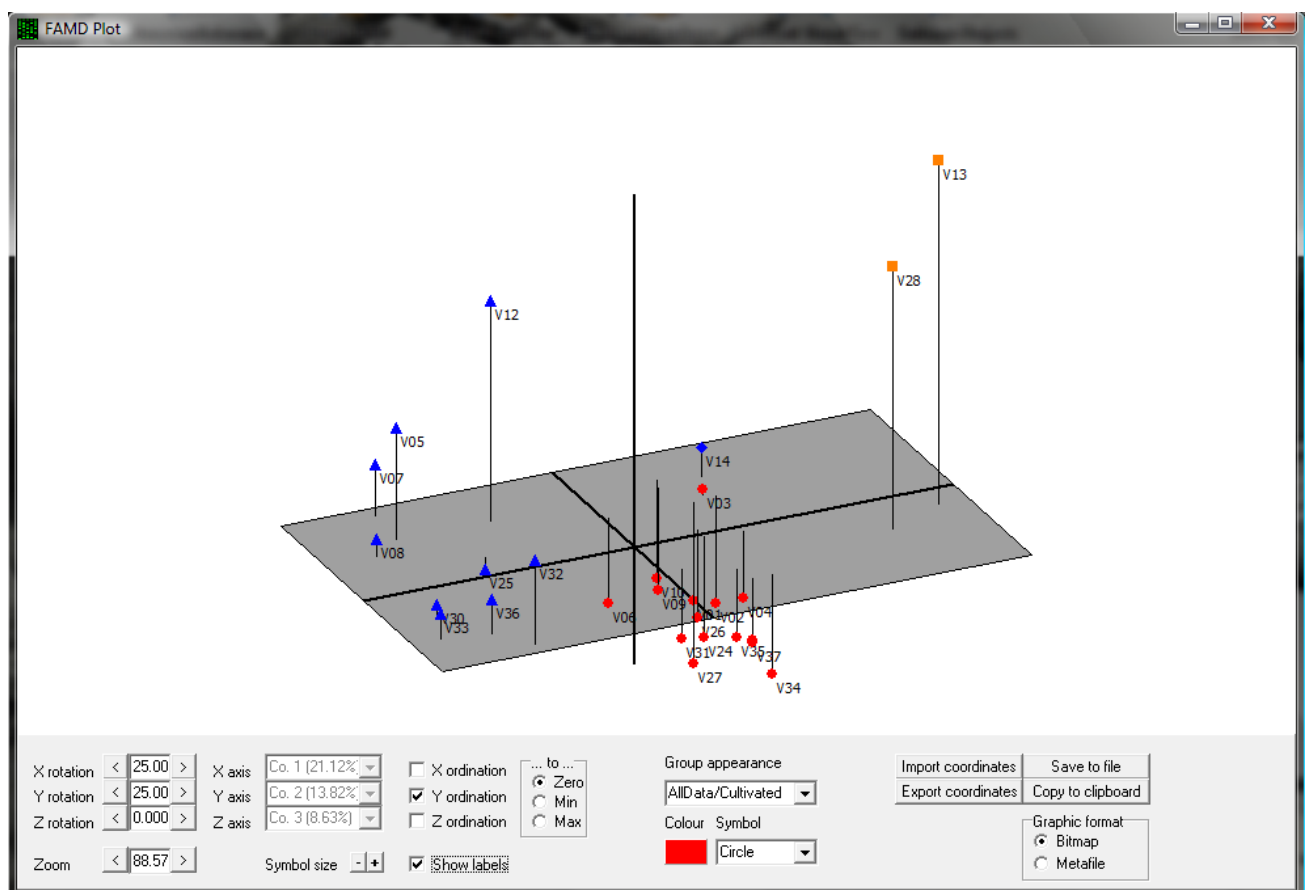 FAMD Plot
V13
V28
V12
V05
V14
V07
V03
V08
V25
V32
V10
V30
V36
V09
V33
V06
V01
V02
V04
V26
V31
V24
V35
V37
V27
V34
X rotation < 25.00 > X axis Co. 1 (21.12% X ordination ... to ... Group appearance Import coordinates Save to file
Y rotation < 25.00 > Y axis Co. 2 (13.82% Y ordination Zero AllData/Cultivated Export coordinates Copy to clipboard
Z rotation < 0.000 > Z axis Co. 3 (8.63%) Z ordination Min Colour Symbol Graphic format
Max Circle Bitmap
Zoom < 88.57 > Symbol size - + Show labels Metafile